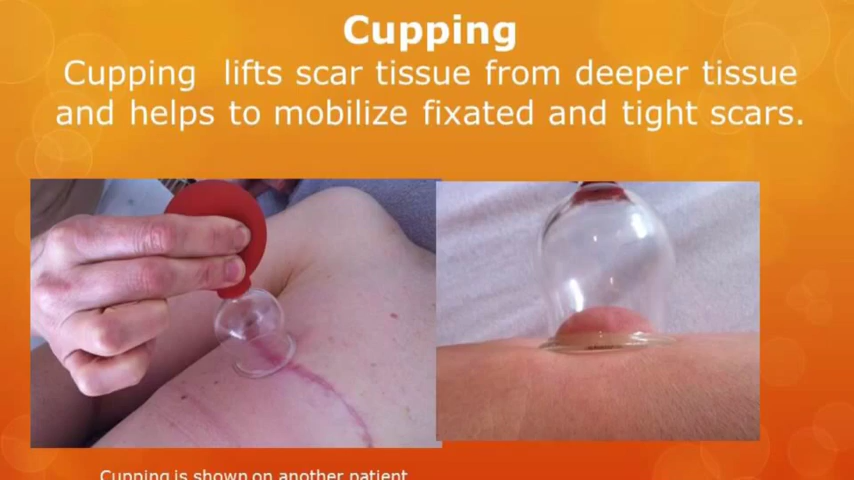 Cupping
Cupping lifts scar tissue from deeper tissue
and helps to mobilize fixated and tight scars.
Cupping is shown on another patient